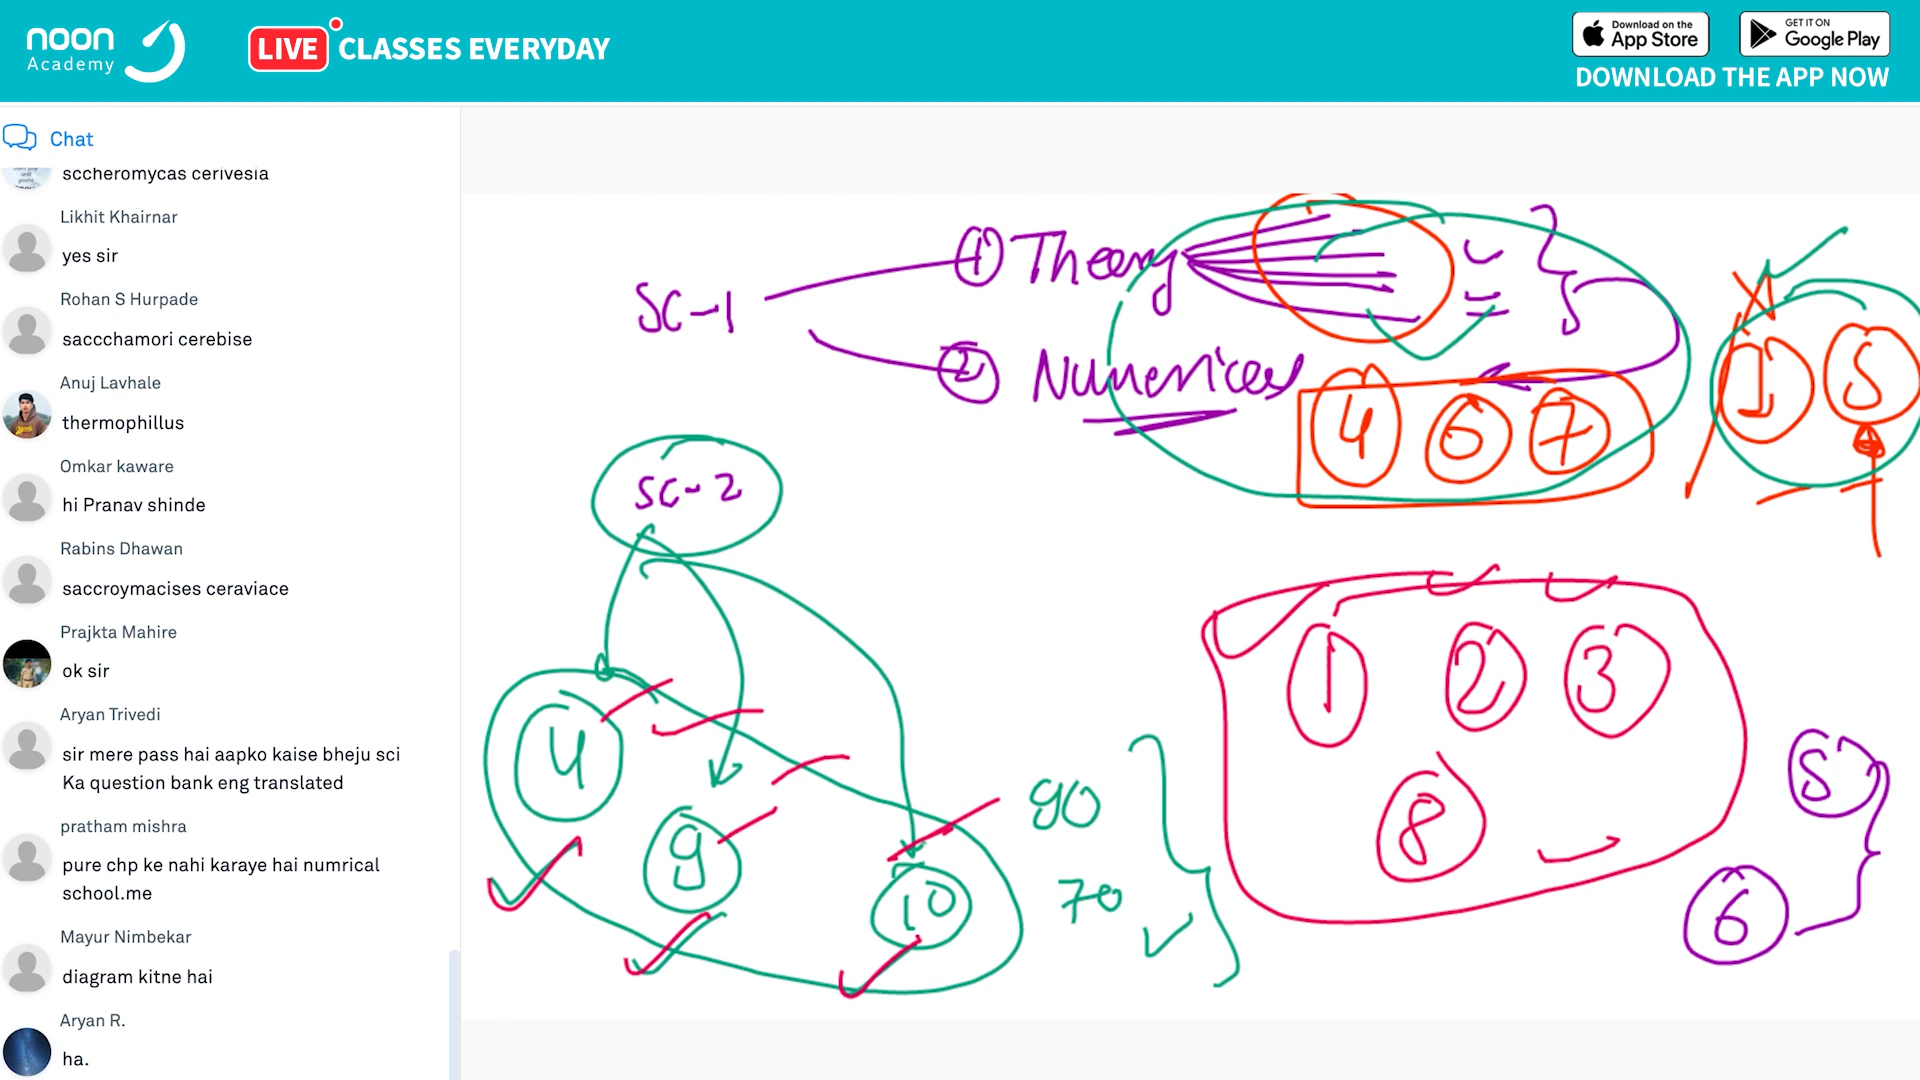 noon
Academy
LIVE CLASSES EVERYDAY
Download on the
App Store
GET IT ON
Google Play
DOWNLOAD THE APP NOW
Chat
sccheromycas cerivesia
Likhit Khairnar
yes sir
Rohan S Hurpade
saccchamori cerebise
Anuj Lavhale
thermophillus
Omkar kaware
hi Pranav shinde
Rabins Dhawan
saccroymacises ceraviace
Prajkta Mahire
ok sir
Aryan Trivedi
sir mere pass hai aapko kaise bheju sci
Ka question bank eng translated
pratham mishra
pure chp ke nahi karaye hai numrical
school.me
Mayur Nimbekar
diagram kitne hai
Aryan R.
ha.
SC-1
1 Theory
2 Numericals
4 6 7
1 5
SC-2
4
9
10
90
70
1 2 3
8
5
6